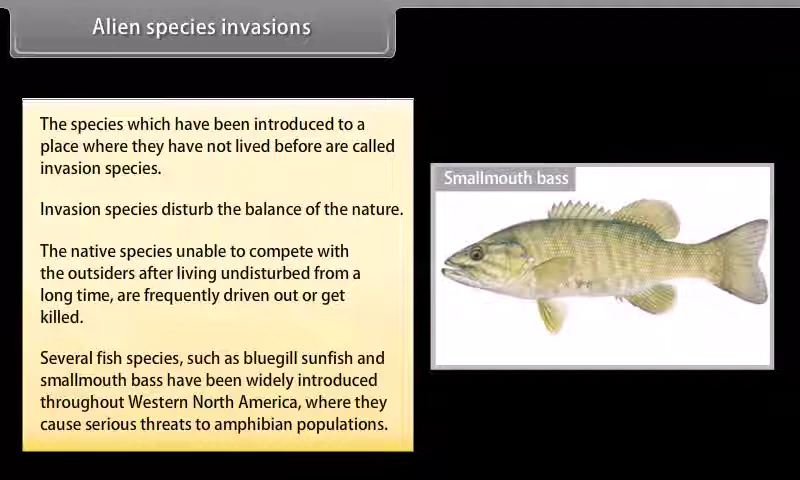 Alien species invasions
The species which have been introduced to a
place where they have not lived before are called
invasion species.
Invasion species disturb the balance of the nature.
The native species unable to compete with
the outsiders after living undisturbed from a
long time, are frequently driven out or get
killed.
Several fish species, such as bluegill sunfish and
smallmouth bass have been widely introduced
throughout Western North America, where they
cause serious threats to amphibian populations.
Smallmouth bass